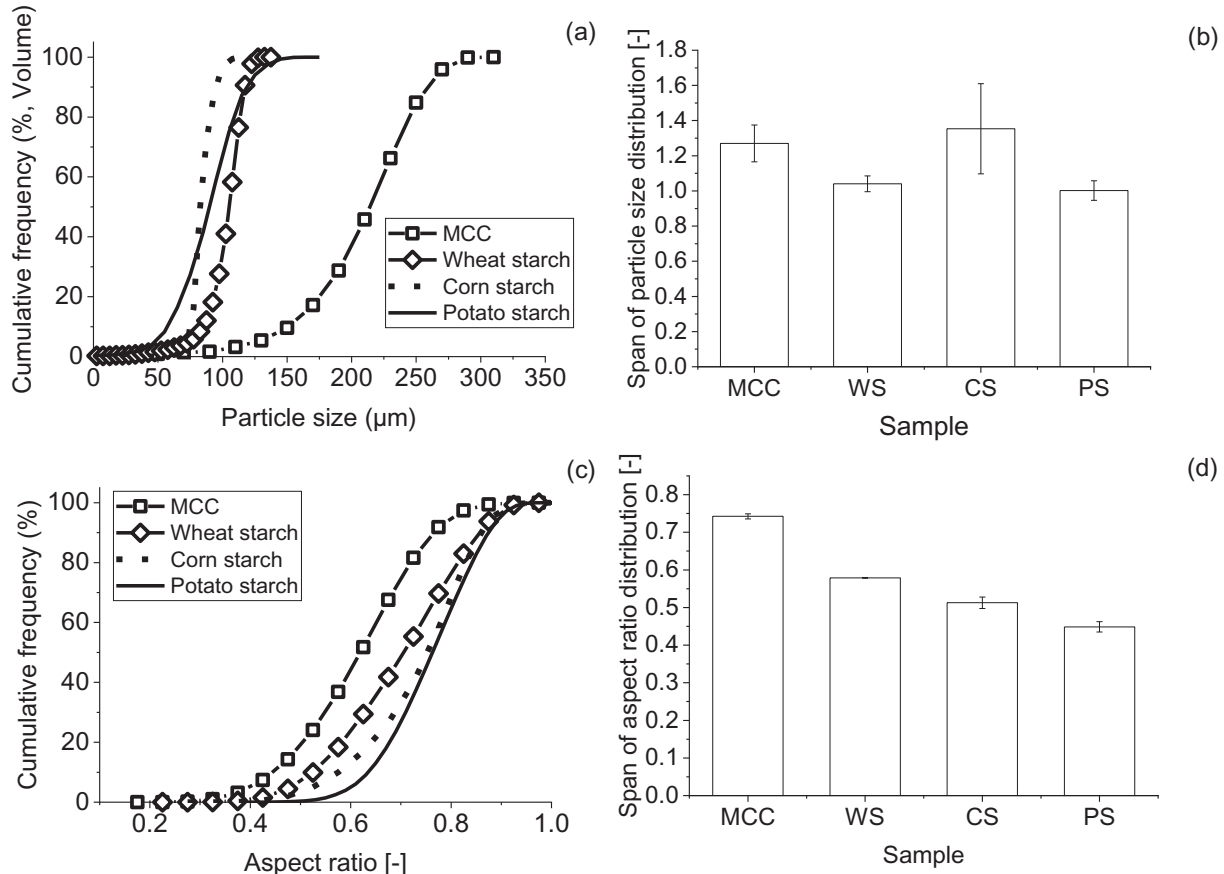 (a)
Cumulative frequency (%, Volume)
100
80
60
40
20
0
MCC
Wheat starch
Corn starch
Potato starch
0 50 100 150 200 250 300 350
Particle size (µm)
(b)
Span of particle size distribution [-]
1.8
1.6
1.4
1.2
1.0
0.8
0.6
0.4
0.2
0.0
MCC WS CS PS
Sample
(c)
Cumulative frequency (%)
100
80
60
40
20
0
MCC
Wheat starch
Corn starch
Potato starch
0.2 0.4 0.6 0.8 1.0
Aspect ratio [-]
(d)
Span of aspect ratio distribution [-]
0.8
0.7
0.6
0.5
0.4
0.3
0.2
0.1
0.0
MCC WS CS PS
Sample